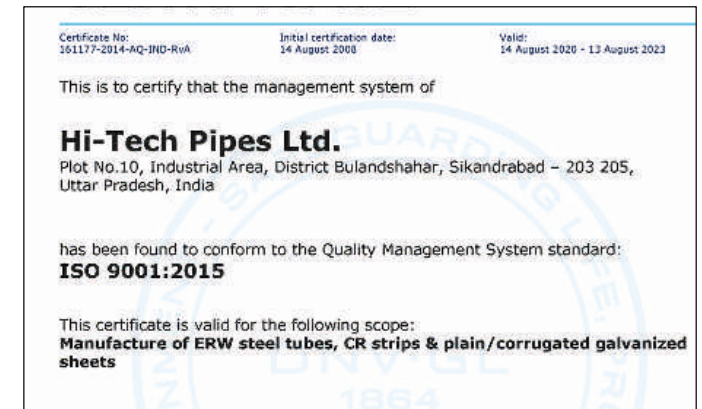 Certificate No:
161177-2014-AQ-IND-RvA
Initial certification date:
14 August 2008
Valid:
14 August 2020 - 13 August 2023
This is to certify that the management system of
Hi-Tech Pipes Ltd.
Plot No.10, Industrial Area, District Bulandshahar, Sikandrabad – 203 205,
Uttar Pradesh, India
has been found to conform to the Quality Management System standard:
ISO 9001:2015
This certificate is valid for the following scope:
Manufacture of ERW steel tubes, CR strips & plain/corrugated galvanized
sheets
DNV·GL
1864